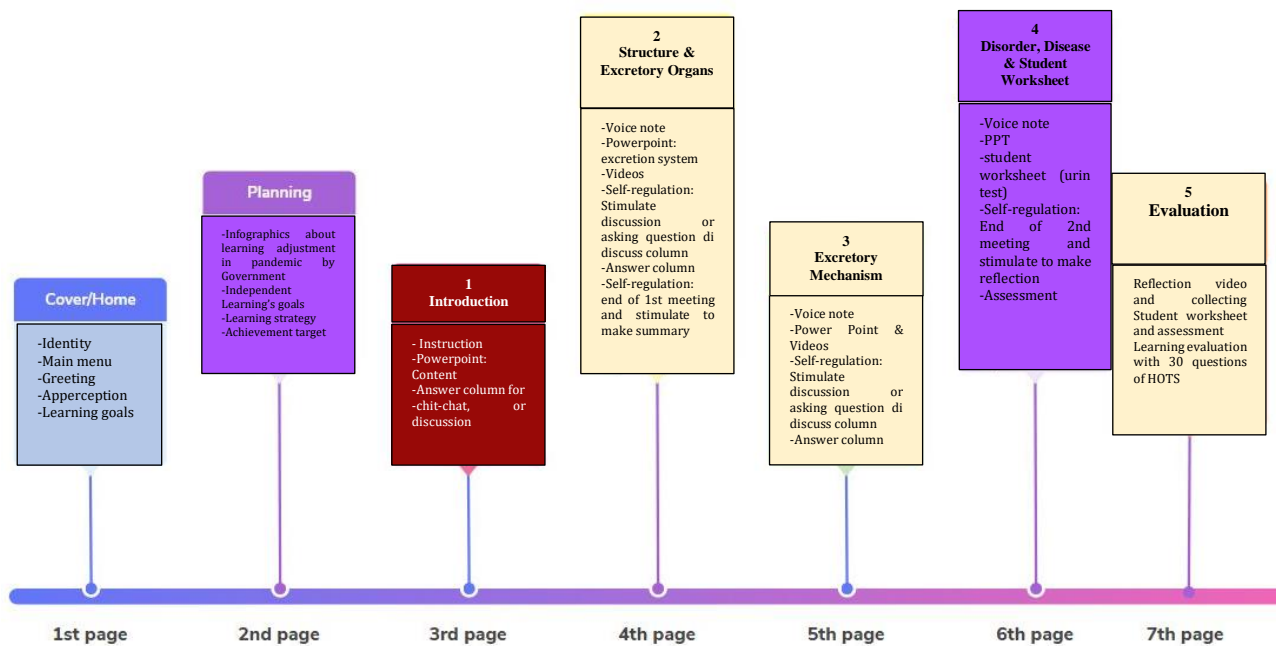 Cover/Home
-Identity
-Main menu
-Greeting
-Apperception
-Learning goals
Planning
-Infographics about
learning adjustment
in pandemic by
Government
-Independent
Learning's goals
-Learning strategy
-Achievement target
1
Introduction
- Instruction
-Powerpoint:
Content
-Answer column for
-chit-chat, or
discussion
2
Structure &
Excretory Organs
-Voice note
-Powerpoint:
excretion system
-Videos
-Self-regulation:
Stimulate
discussion or
asking question di
discuss column
-Answer column
-Self-regulation:
end of 1st meeting
and stimulate to
make summary
3
Excretory
Mechanism
-Voice note
-Power Point &
Videos
-Self-regulation:
Stimulate
discussion or
asking question di
discuss column
-Answer column
4
Disorder, Disease
& Student
Worksheet
-Voice note
-PPT
-student
worksheet (urin
test)
-Self-regulation:
End of 2nd
meeting and
stimulate to make
reflection
-Assessment
5
Evaluation
Reflection video
and collecting
Student worksheet
and assessment
Learning evaluation
with 30 questions
of HOTS
1st page
2nd page
3rd page
4th page
5th page
6th page
7th page